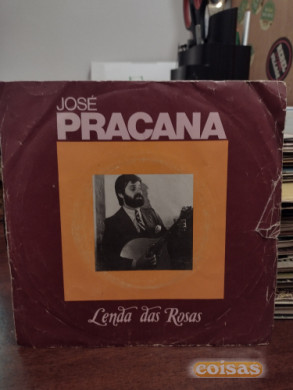 JOSÉ
PRACANA
Lenda das Rosas
coisas